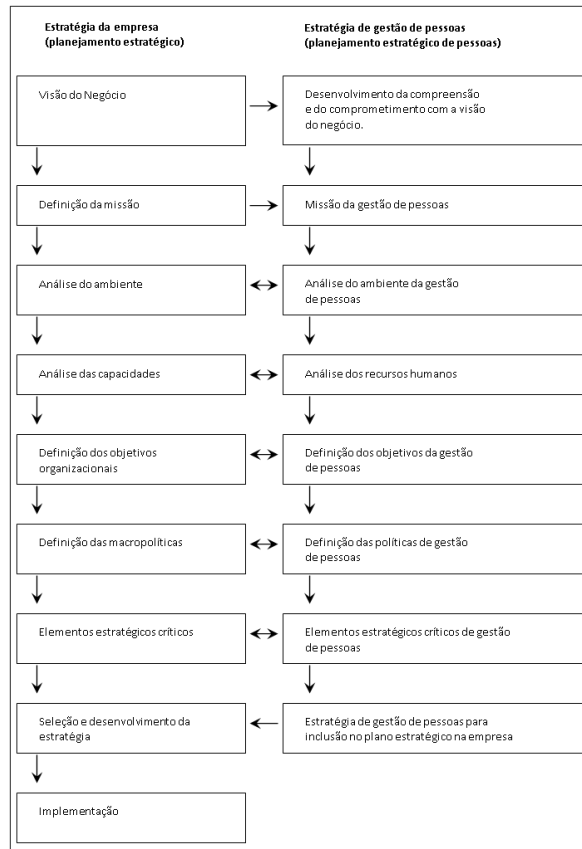 Estratégia da empresa
(planejamento estratégico)
Estratégia de gestão de pessoas
(planejamento estratégico de pessoas)
Visão do Negócio
Desenvolvimento da compreensão
e do comprometimento com a visão
do negócio.
Definição da missão
Missão da gestão de pessoas
Análise do ambiente
Análise do ambiente da gestão
de pessoas
Análise das capacidades
Análise dos recursos humanos
Definição dos objetivos
organizacionais
Definição dos objetivos da gestão
de pessoas
Definição das macropolíticas
Definição das políticas de gestão
de pessoas
Elementos estratégicos críticos
Elementos estratégicos críticos de gestão
de pessoas
Seleção e desenvolvimento da
estratégia
Estratégia de gestão de pessoas para
inclusão no plano estratégico na empresa
Implementação